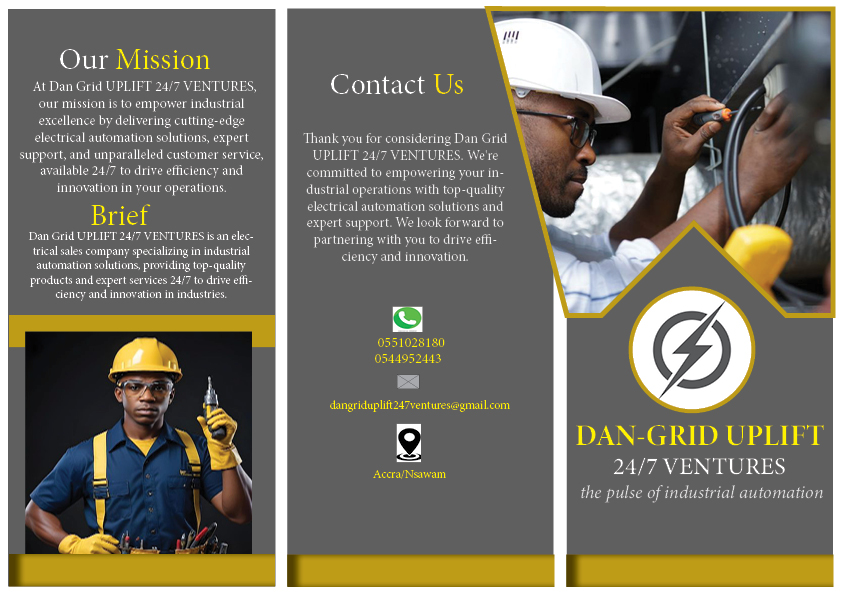 Our Mission
At Dan Grid UPLIFT 24/7 VENTURES,
our mission is to empower industrial
excellence by delivering cutting-edge
electrical automation solutions, expert
support, and unparalleled customer service,
available 24/7 to drive efficiency and
innovation in your operations.
Brief
Dan Grid UPLIFT 24/7 VENTURES is an elec-
trical sales company specializing in industrial
automation solutions, providing top-quality
products and expert services 24/7 to drive effi-
ciency and innovation in industries.
Contact Us
Thank you for considering Dan Grid
UPLIFT 24/7 VENTURES. We're
committed to empowering your in-
dustrial operations with top-quality
electrical automation solutions and
expert support. We look forward to
partnering with you to drive effi-
ciency and innovation.
0551028180
0544952443
dangriduplift247ventures@gmail.com
Accra/Nsawam
DAN-GRID UPLIFT
24/7 VENTURES
the pulse of industrial automation